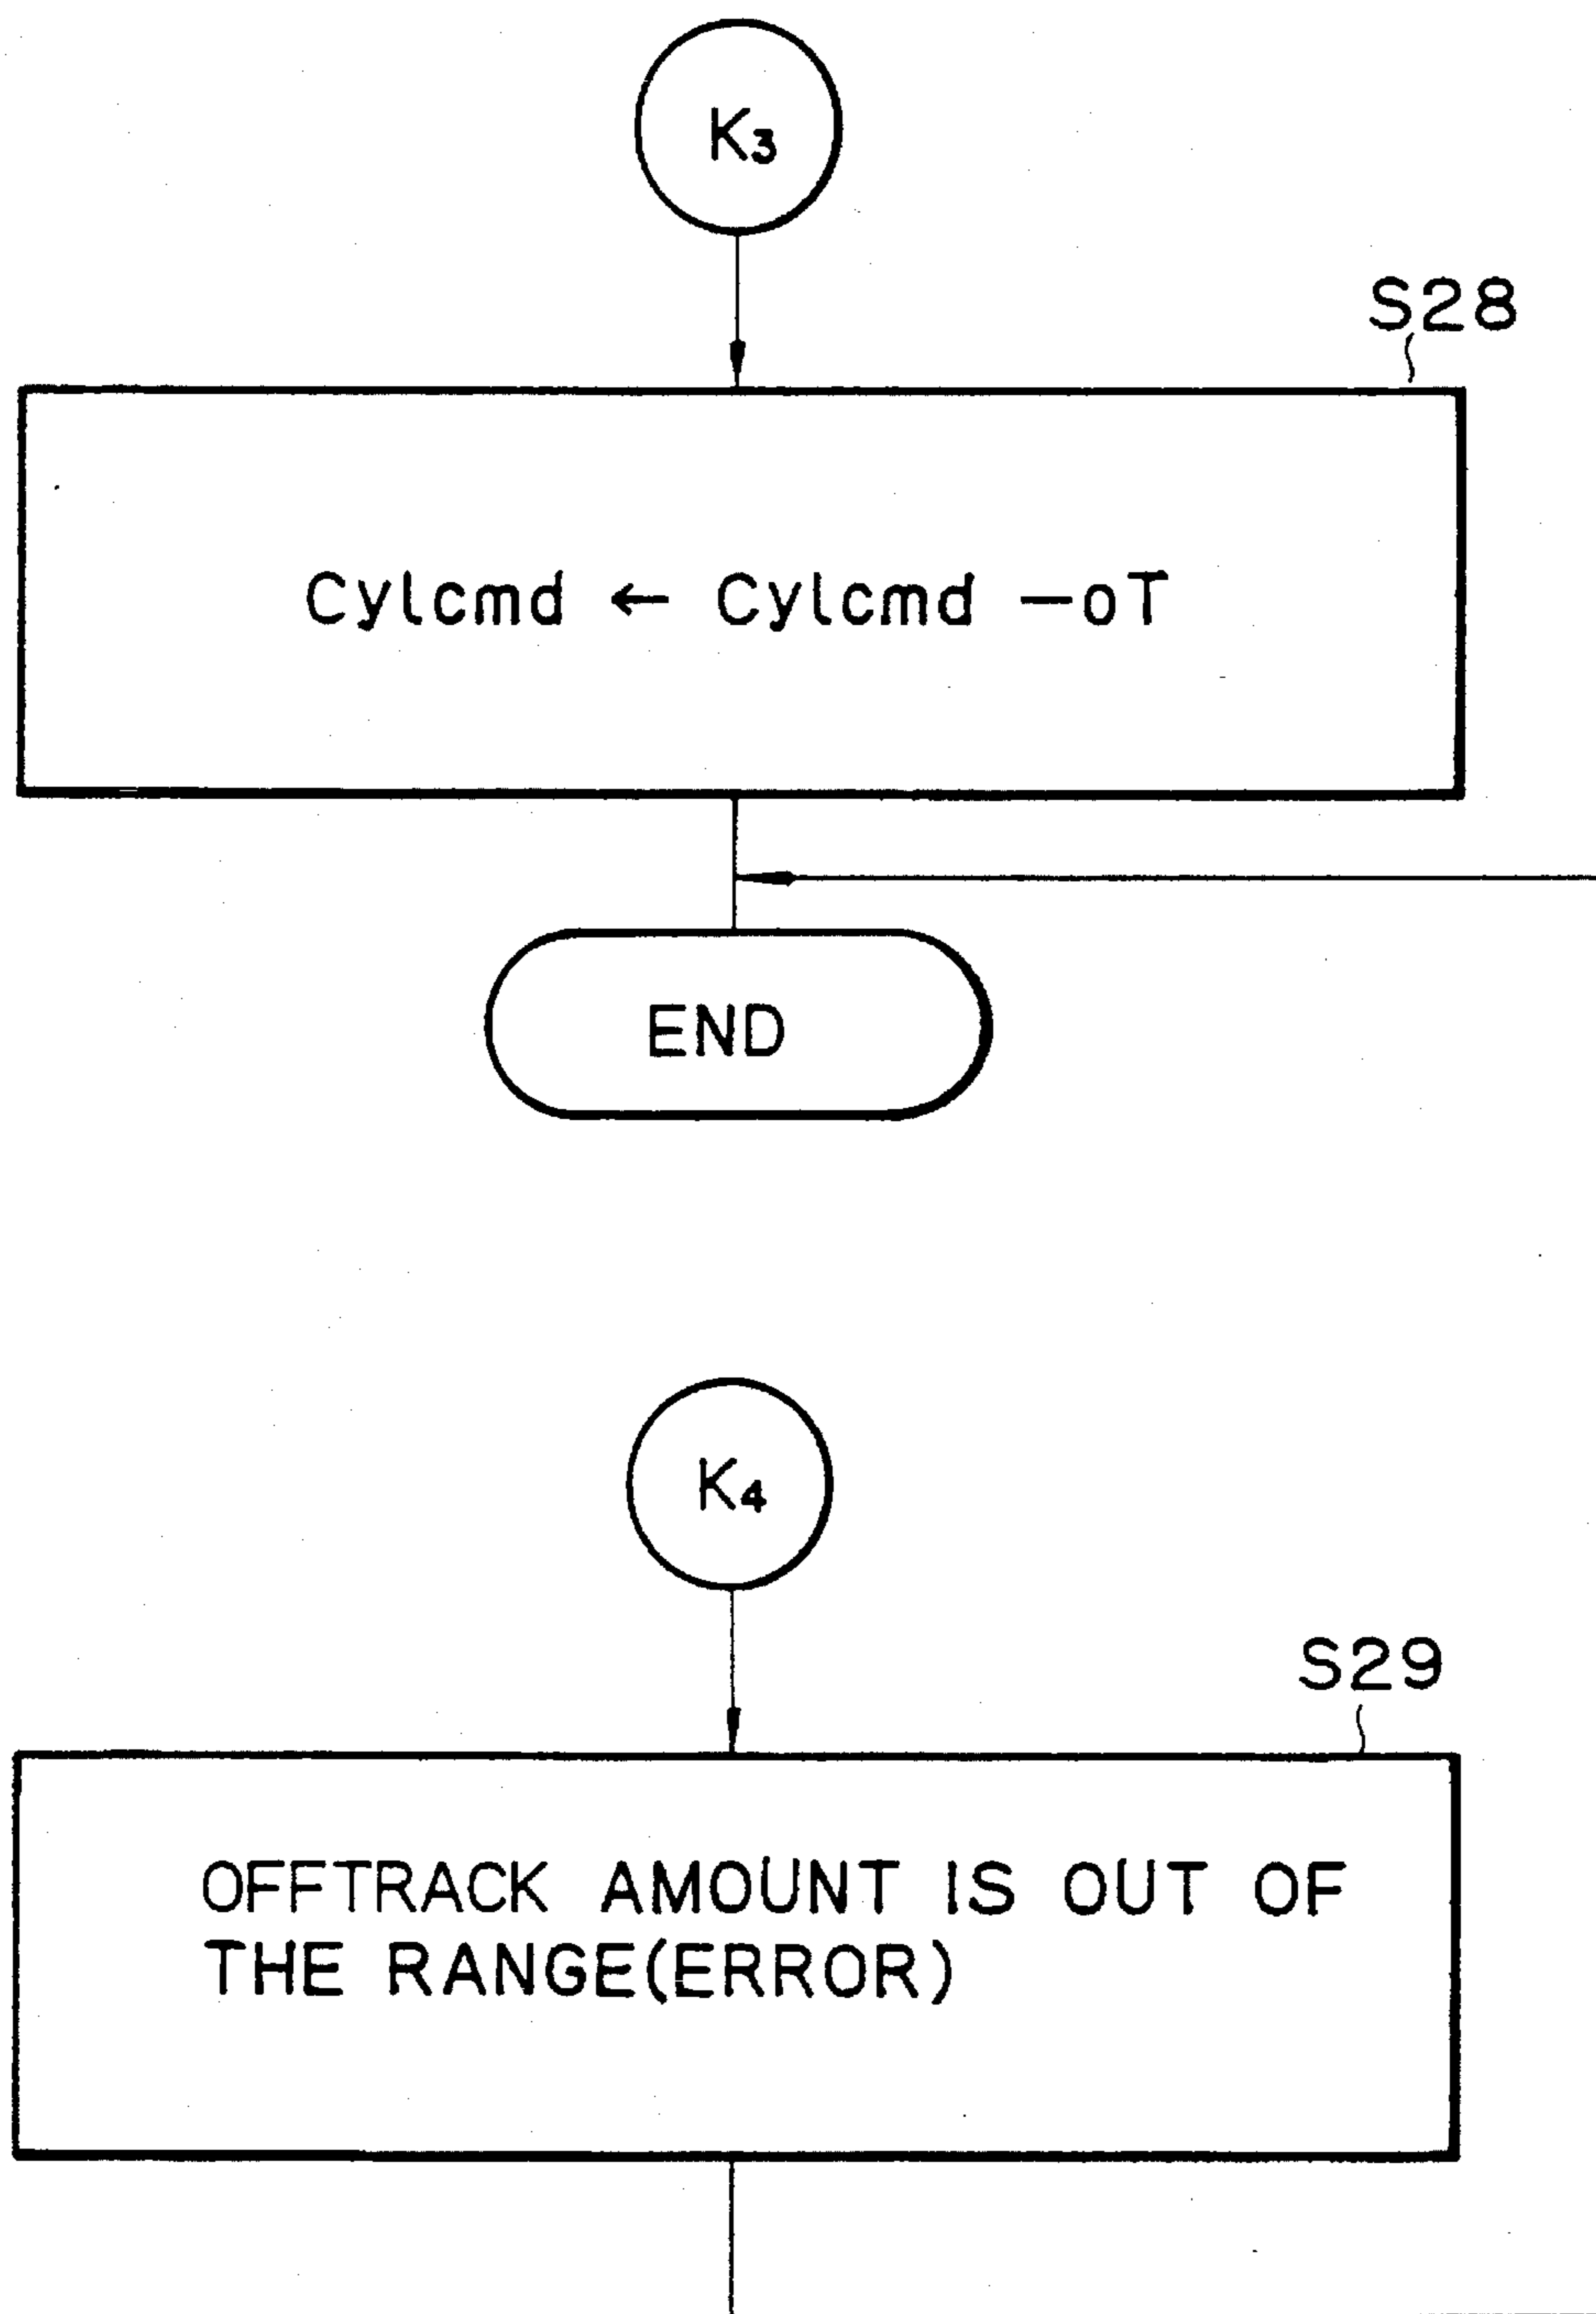 K3
S28
Cylcmd ← Cylcmd -oT
END
K4
S29
OFFTRACK AMOUNT IS OUT OF
THE RANGE(ERROR)